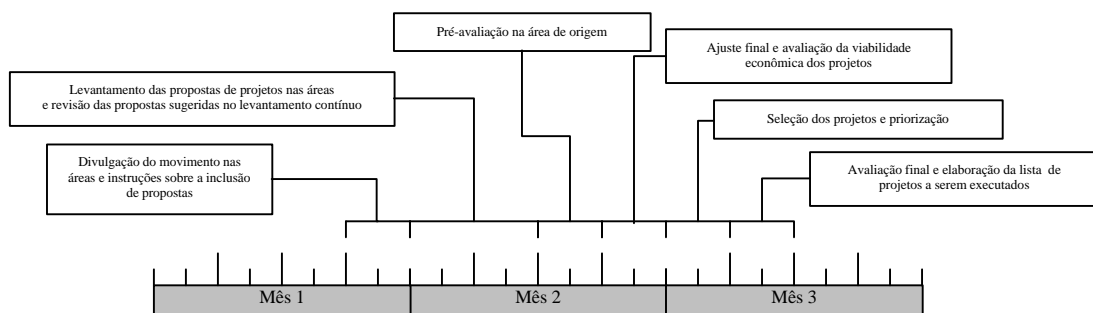 Pré-avaliação na área de origem
Ajuste final e avaliação da viabilidade
econômica dos projetos
Levantamento das propostas de projetos nas áreas
e revisão das propostas sugeridas no levantamento contínuo
Seleção dos projetos e priorização
Divulgação do movimento nas
áreas e instruções sobre a inclusão
de propostas
Avaliação final e elaboração da lista de
projetos a serem executados
Mês 1
Mês 2
Mês 3